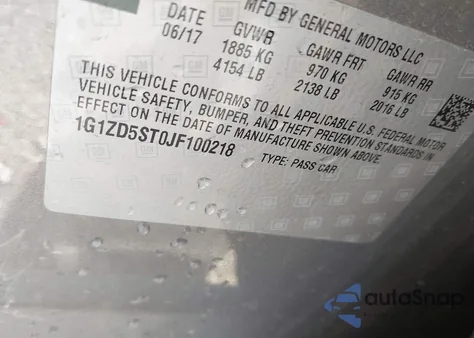 DATE MFD BY GENERAL MOTORS LLC
06/17 GVWR GAWR FRT GAWR RR
1885 KG 970 KG 915 KG
4154 LB 2138 LB 2016 LB
THIS VEHICLE CONFORMS TO ALL APPLICABLE U.S. FEDERAL MOTOR
VEHICLE SAFETY, BUMPER, AND THEFT PREVENTION STANDARDS IN
EFFECT ON THE DATE OF MANUFACTURE SHOWN ABOVE
1G1ZD5ST0JF100218 TYPE: PASS CAR
autoSnap